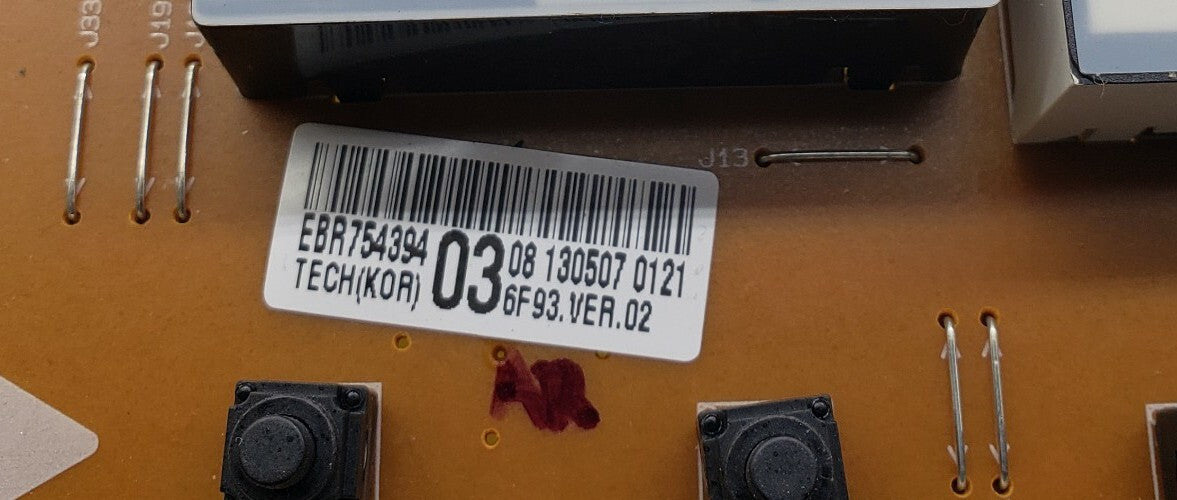 J33
J19
J13
EBR754394 03 08 130507 0121
TECH(KOR) 6F93.VER.02